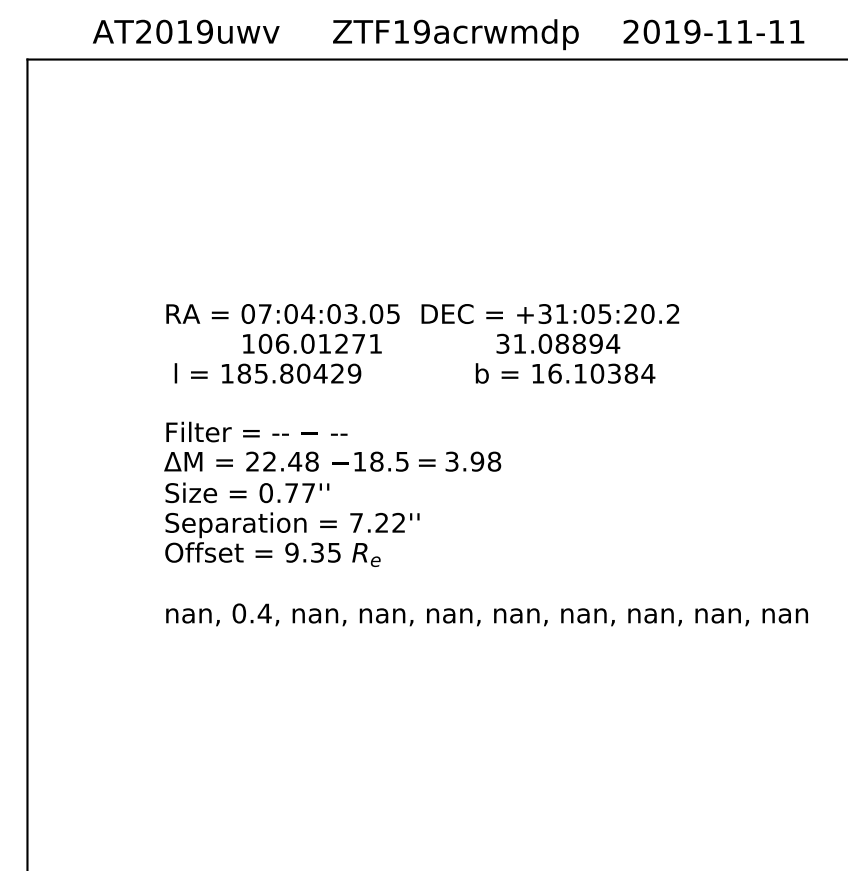 AT2019uwv ZTF19acrwmdp 2019-11-11
RA = 07:04:03.05 DEC = +31:05:20.2
106.01271 31.08894
l = 185.80429 b = 16.10384
Filter = -- − --
ΔM = 22.48 −18.5 = 3.98
Size = 0.77''
Separation = 7.22''
Offset = 9.35 Rₑ
nan, 0.4, nan, nan, nan, nan, nan, nan, nan, nan